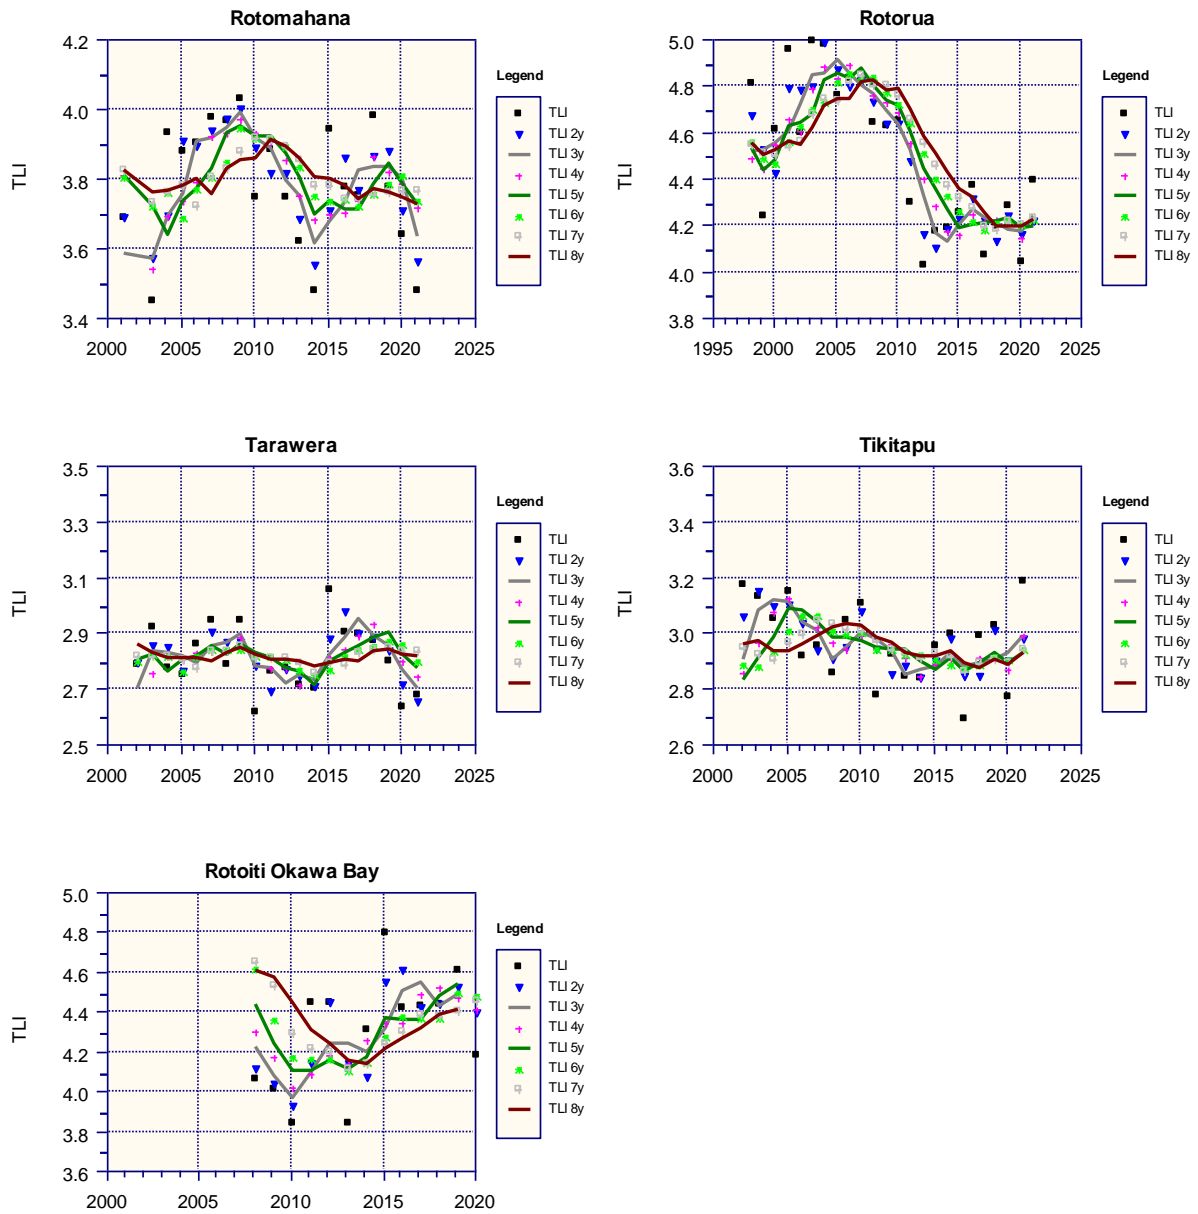 Rotomahana
4.2
4.0
3.8
3.6
3.4
TLI
2000
2005
2010
2015
2020
2025
Legend
TLI
TLI 2y
TLI 3y
TLI 4y
TLI 5y
TLI 6y
TLI 7y
TLI 8y
Rotorua
5.0
4.8
4.6
4.4
4.2
4.0
3.8
TLI
1995
2000
2005
2010
2015
2020
2025
Legend
TLI
TLI 2y
TLI 3y
TLI 4y
TLI 5y
TLI 6y
TLI 7y
TLI 8y
Tarawera
3.5
3.3
3.1
2.9
2.7
2.5
TLI
2000
2005
2010
2015
2020
2025
Legend
TLI
TLI 2y
TLI 3y
TLI 4y
TLI 5y
TLI 6y
TLI 7y
TLI 8y
Tikitapu
3.6
3.4
3.2
3.0
2.8
2.6
TLI
2000
2005
2010
2015
2020
2025
Legend
TLI
TLI 2y
TLI 3y
TLI 4y
TLI 5y
TLI 6y
TLI 7y
TLI 8y
Rotoiti Okawa Bay
5.0
4.8
4.6
4.4
4.2
4.0
3.8
3.6
TLI
2000
2005
2010
2015
2020
Legend
TLI
TLI 2y
TLI 3y
TLI 4y
TLI 5y
TLI 6y
TLI 7y
TLI 8y